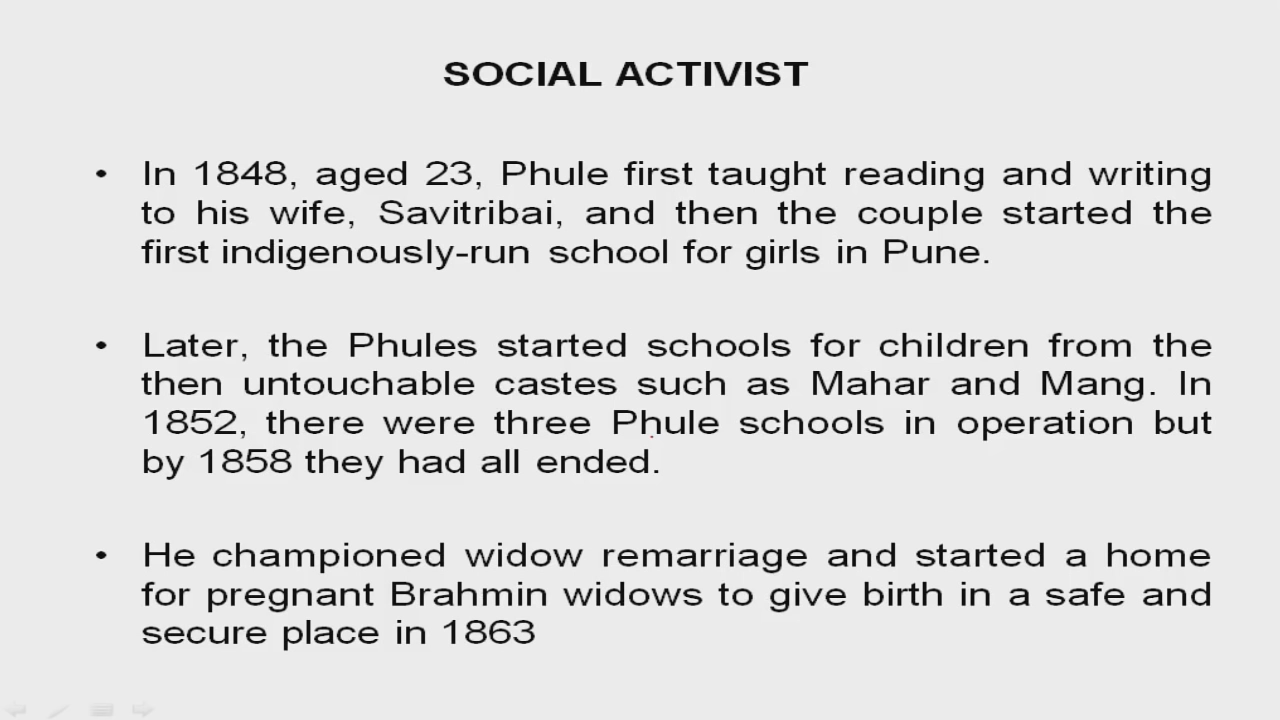 SOCIAL ACTIVIST
• In 1848, aged 23, Phule first taught reading and writing
to his wife, Savitribai, and then the couple started the
first indigenously-run school for girls in Pune.
• Later, the Phules started schools for children from the
then untouchable castes such as Mahar and Mang. In
1852, there were three Phule schools in operation but
by 1858 they had all ended.
• He championed widow remarriage and started a home
for pregnant Brahmin widows to give birth in a safe and
secure place in 1863